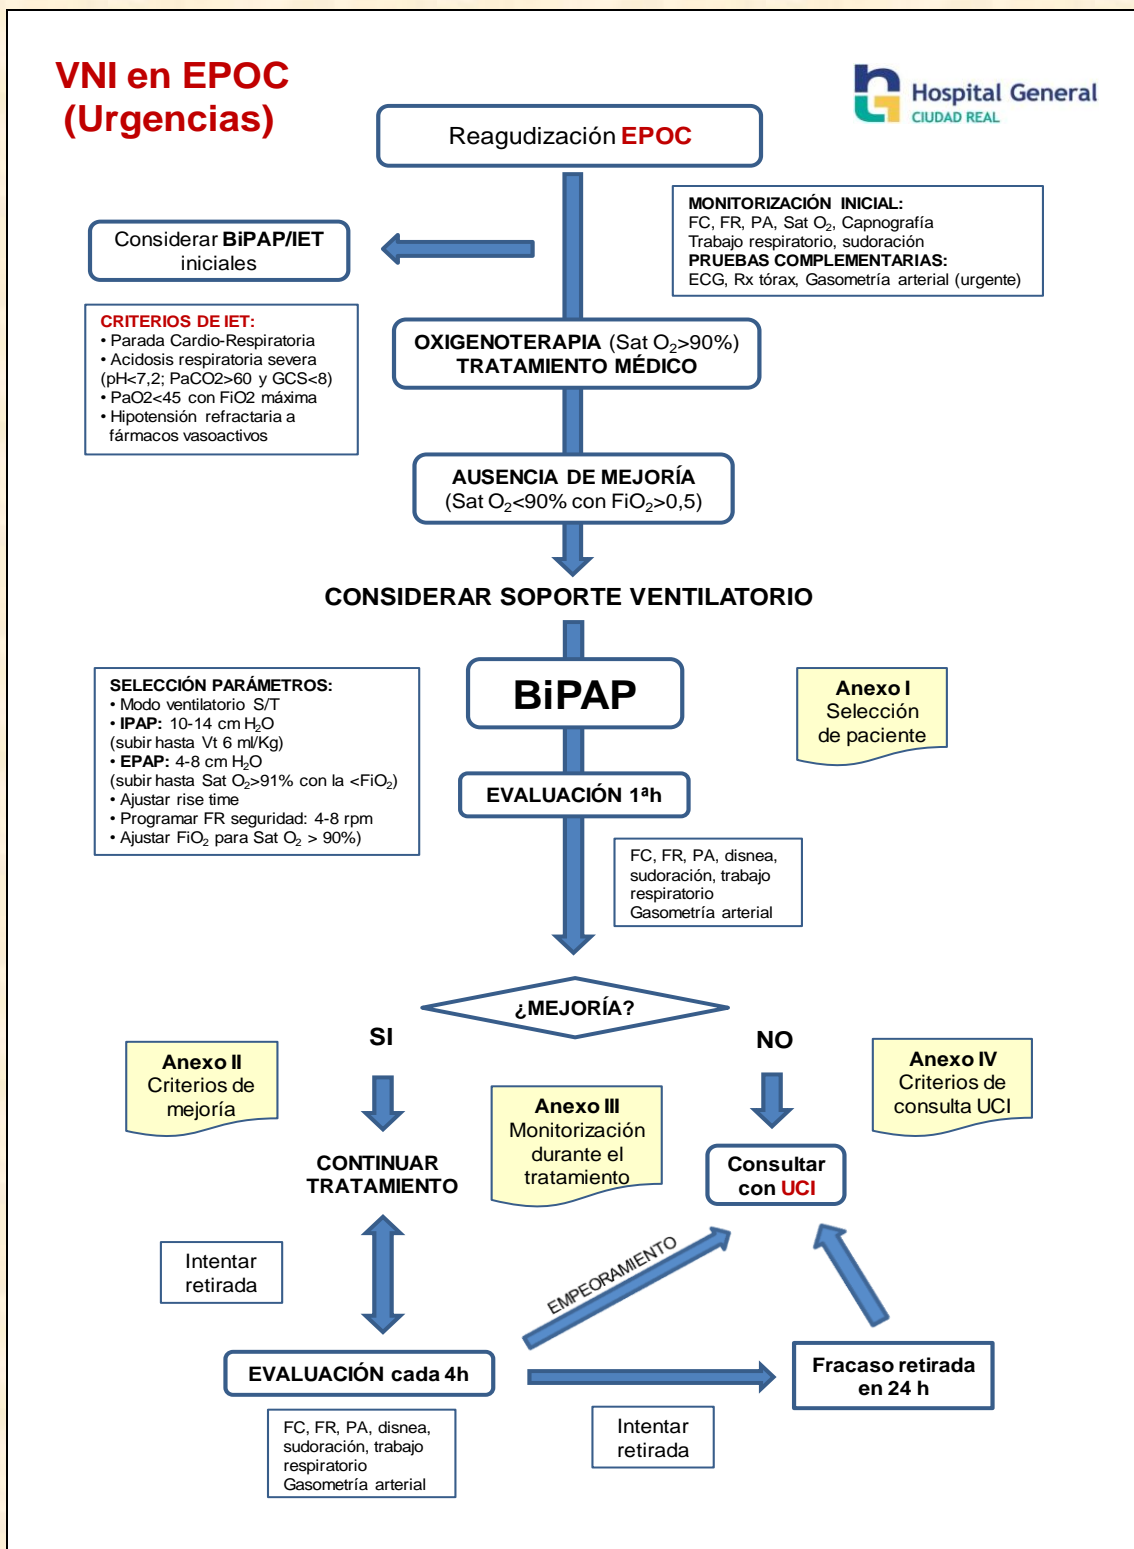 VNI en EPOC
(Urgencias)
Hospital General
CIUDAD REAL
Reagudización EPOC
MONITORIZACIÓN INICIAL:
FC, FR, PA, Sat O₂, Capnografía
Trabajo respiratorio, sudoración
PRUEBAS COMPLEMENTARIAS:
ECG, Rx tórax, Gasometría arterial (urgente)
Considerar BiPAP/IET
iniciales
CRITERIOS DE IET:
• Parada Cardio-Respiratoria
• Acidosis respiratoria severa
(pH<7,2; PaCO2>60 y GCS<8)
• PaO2<45 con FiO2 máxima
• Hipotensión refractaria a
fármacos vasoactivos
OXIGENOTERAPIA (Sat O₂>90%)
TRATAMIENTO MÉDICO
AUSENCIA DE MEJORÍA
(Sat O₂<90% con FiO₂>0,5)
CONSIDERAR SOPORTE VENTILATORIO
BiPAP
SELECCIÓN PARÁMETROS:
• Modo ventilatorio S/T
• IPAP: 10-14 cm H₂O
(subir hasta Vt 6 ml/Kg)
• EPAP: 4-8 cm H₂O
(subir hasta Sat O₂>91% con la <FiO₂)
• Ajustar rise time
• Programar FR seguridad: 4-8 rpm
• Ajustar FiO₂ para Sat O₂ > 90%)
Anexo I
Selección
de paciente
EVALUACIÓN 1ªh
FC, FR, PA, disnea,
sudoración, trabajo
respiratorio
Gasometría arterial
¿MEJORÍA?
SI
NO
Anexo II
Criterios de
mejoría
Anexo III
Monitorización
durante el
tratamiento
Anexo IV
Criterios de
consulta UCI
CONTINUAR
TRATAMIENTO
Consultar
con UCI
Intentar
retirada
EMPEORAMIENTO
EVALUACIÓN cada 4h
Fracaso retirada
en 24 h
FC, FR, PA, disnea,
sudoración, trabajo
respiratorio
Gasometría arterial
Intentar
retirada